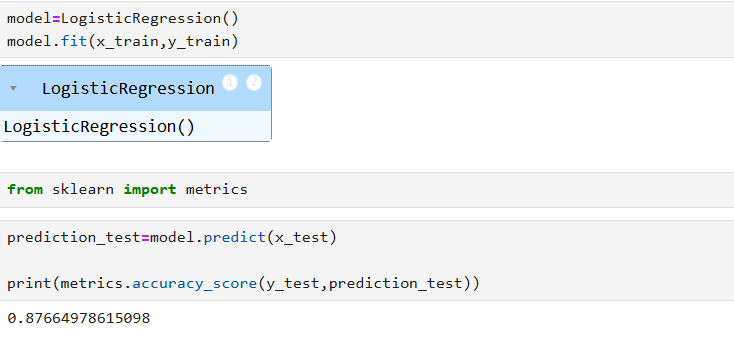 model=LogisticRegression()
model.fit(x_train,y_train)
LogisticRegression i ?
LogisticRegression()
from sklearn import metrics
prediction_test=model.predict(x_test)
print(metrics.accuracy_score(y_test,prediction_test))
0.87664978615098